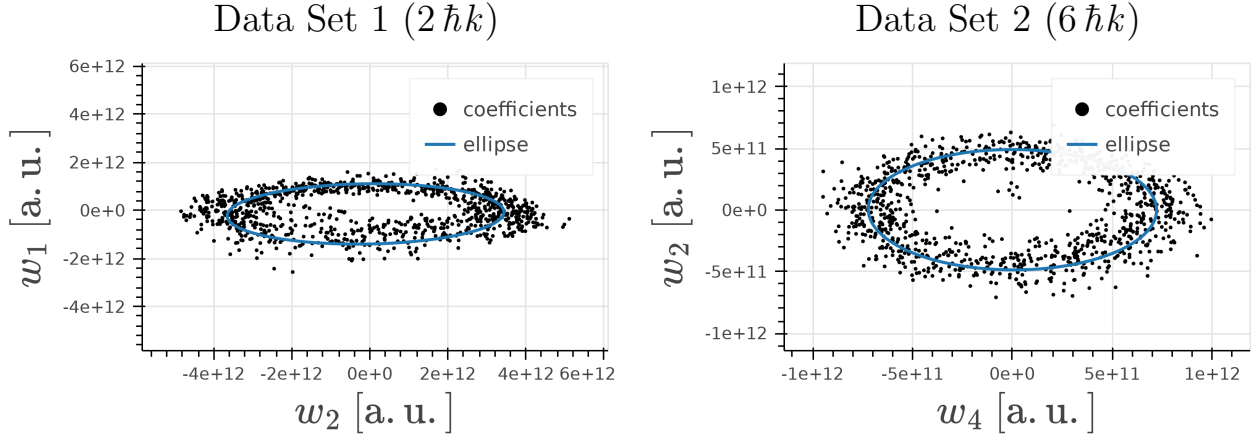 Data Set 1 (2 ħk)
6e+12
4e+12
2e+12
0e+0
-2e+12
-4e+12
w1 [a. u.]
coefficients
ellipse
-4e+12 -2e+12 0e+0 2e+12 4e+12 6e+12
w2 [a. u.]
Data Set 2 (6 ħk)
1e+12
5e+11
0e+0
-5e+11
-1e+12
w2 [a. u.]
coefficients
ellipse
-1e+12 -5e+11 0e+0 5e+11 1e+12
w4 [a. u.]